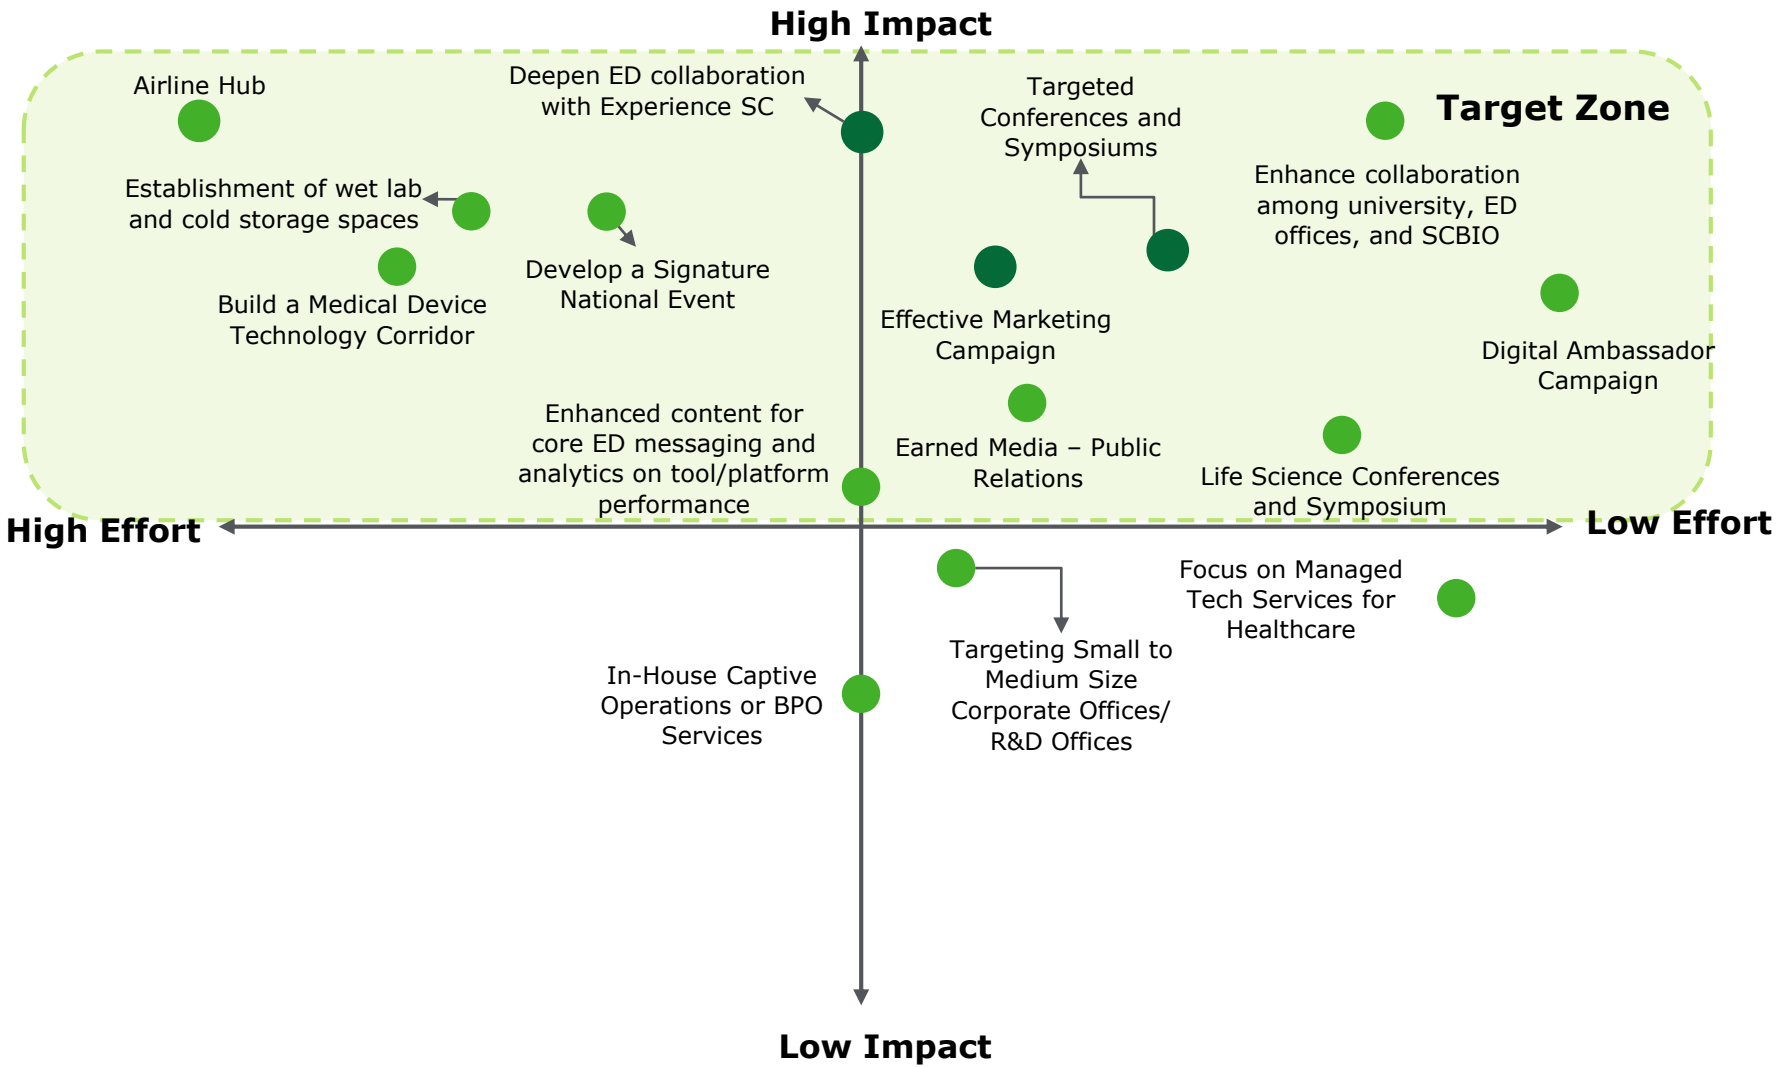 High Impact
Airline Hub
Deepen ED collaboration
with Experience SC
Targeted
Conferences and
Symposiums
Target Zone
Establishment of wet lab
and cold storage spaces
Enhance collaboration
among university, ED
offices, and SCBIO
Develop a Signature
National Event
Build a Medical Device
Technology Corridor
Effective Marketing
Campaign
Digital Ambassador
Campaign
Enhanced content for
core ED messaging and
analytics on tool/platform
performance
Earned Media – Public
Relations
Life Science Conferences
and Symposium
High Effort
Low Effort
Focus on Managed
Tech Services for
Healthcare
Targeting Small to
Medium Size
Corporate Offices/
R&D Offices
In-House Captive
Operations or BPO
Services
Low Impact